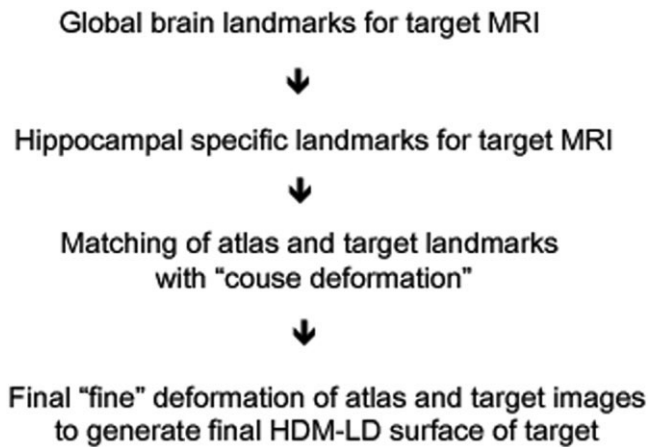 Global brain landmarks for target MRI
Hippocampal specific landmarks for target MRI
Matching of atlas and target landmarks
with “couse deformation”
Final “fine” deformation of atlas and target images
to generate final HDM-LD surface of target